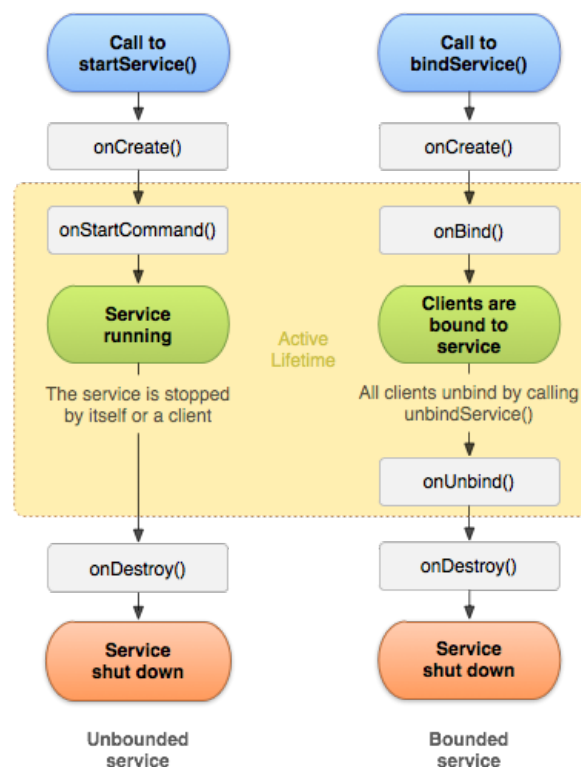 Call to
startService()
onCreate()
onStartCommand()
Service
running
The service is stopped
by itself or a client
onDestroy()
Service
shut down
Unbounded
service
Active
Lifetime
Call to
bindService()
onCreate()
onBind()
Clients are
bound to
service
All clients unbind by calling
unbindService()
onUnbind()
onDestroy()
Service
shut down
Bounded
service